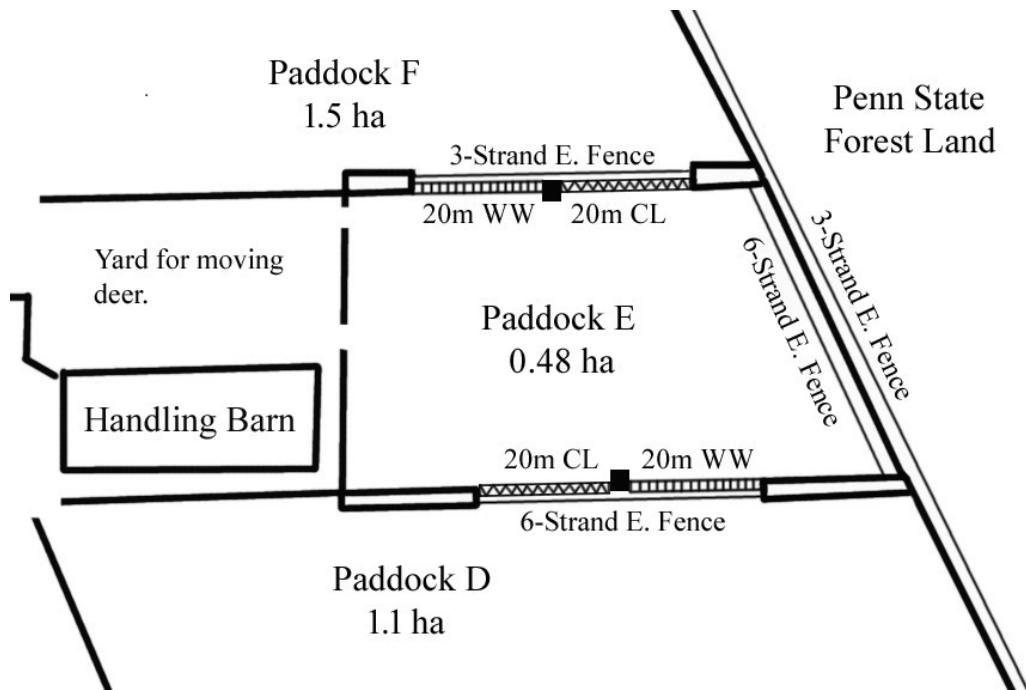 Paddock F
1.5 ha
Penn State
Forest Land
3-Strand E. Fence
20m WW
20m CL
Yard for moving
deer.
3-Strand E. Fence
6-Strand E. Fence
Paddock E
0.48 ha
Handling Barn
20m CL
20m WW
6-Strand E. Fence
Paddock D
1.1 ha